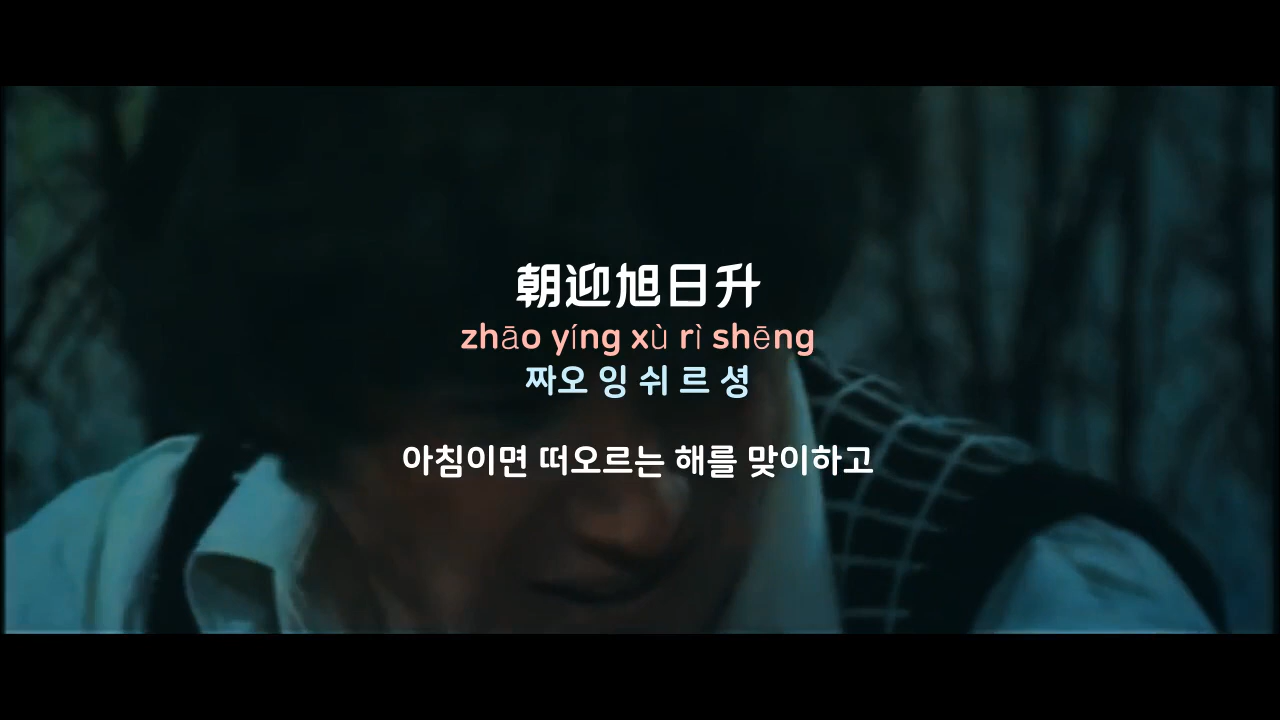 朝迎旭日升
zhāo yíng xù rì shēng
짜오 잉 쉬 르 셩
아침이면 떠오르는 해를 맞이하고